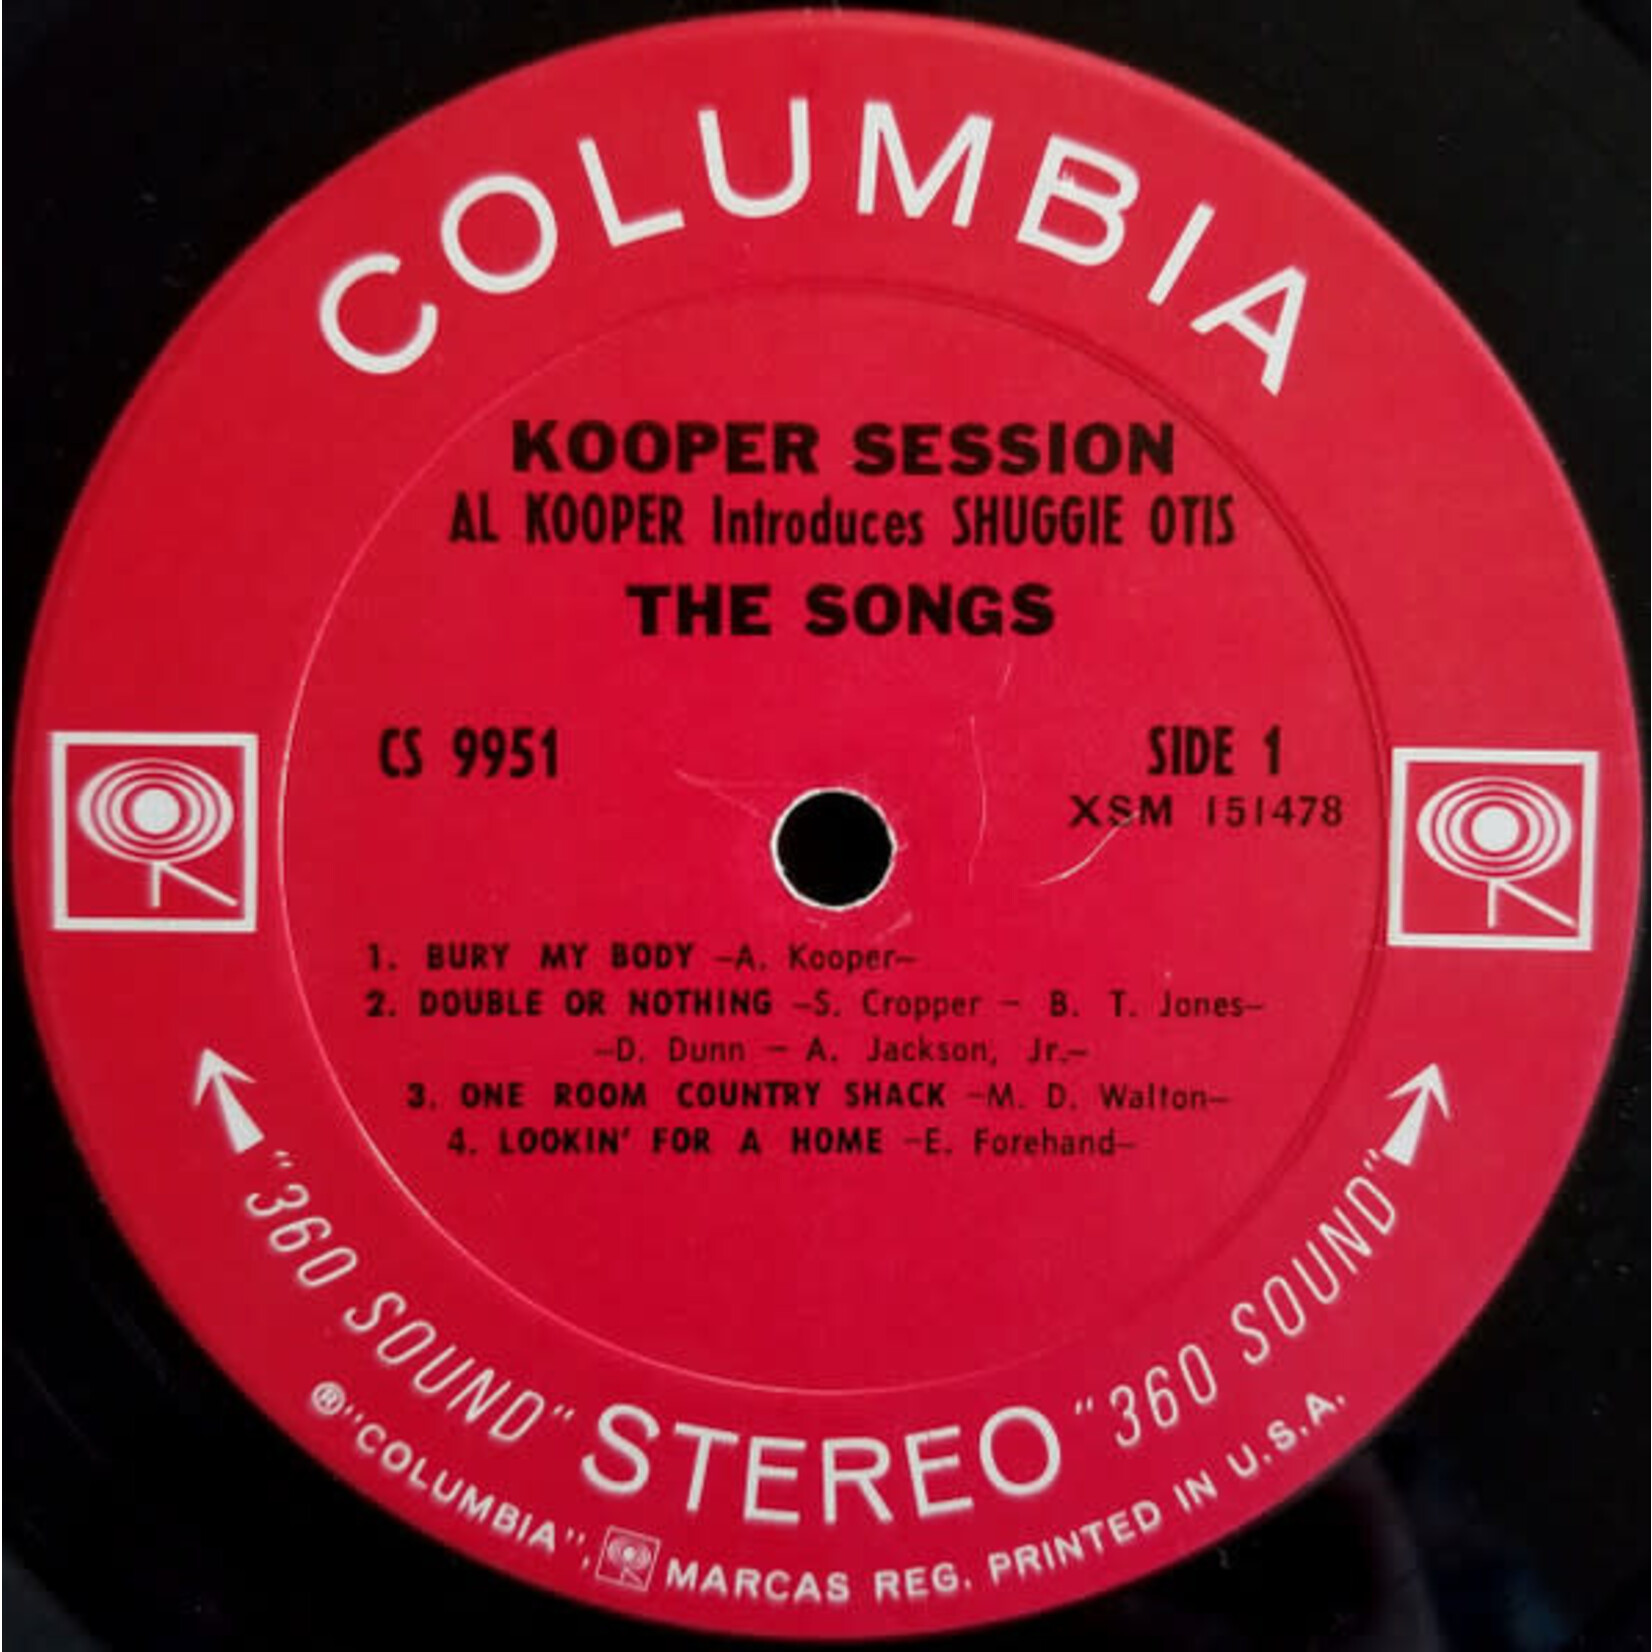 COLUMBIA
KOOPER SESSION
AL KOOPER Introduces SHUGGIE OTIS
THE SONGS
CS 9951
SIDE 1
XSM 151478
1. BURY MY BODY –A. Kooper–
2. DOUBLE OR NOTHING –S. Cropper – B. T. Jones–
–D. Dunn – A. Jackson, Jr.–
3. ONE ROOM COUNTRY SHACK –M. D. Walton–
4. LOOKIN' FOR A HOME –E. Forehand–
"360 SOUND" STEREO "360 SOUND"
®"COLUMBIA", MARCAS REG. PRINTED IN U.S.A.